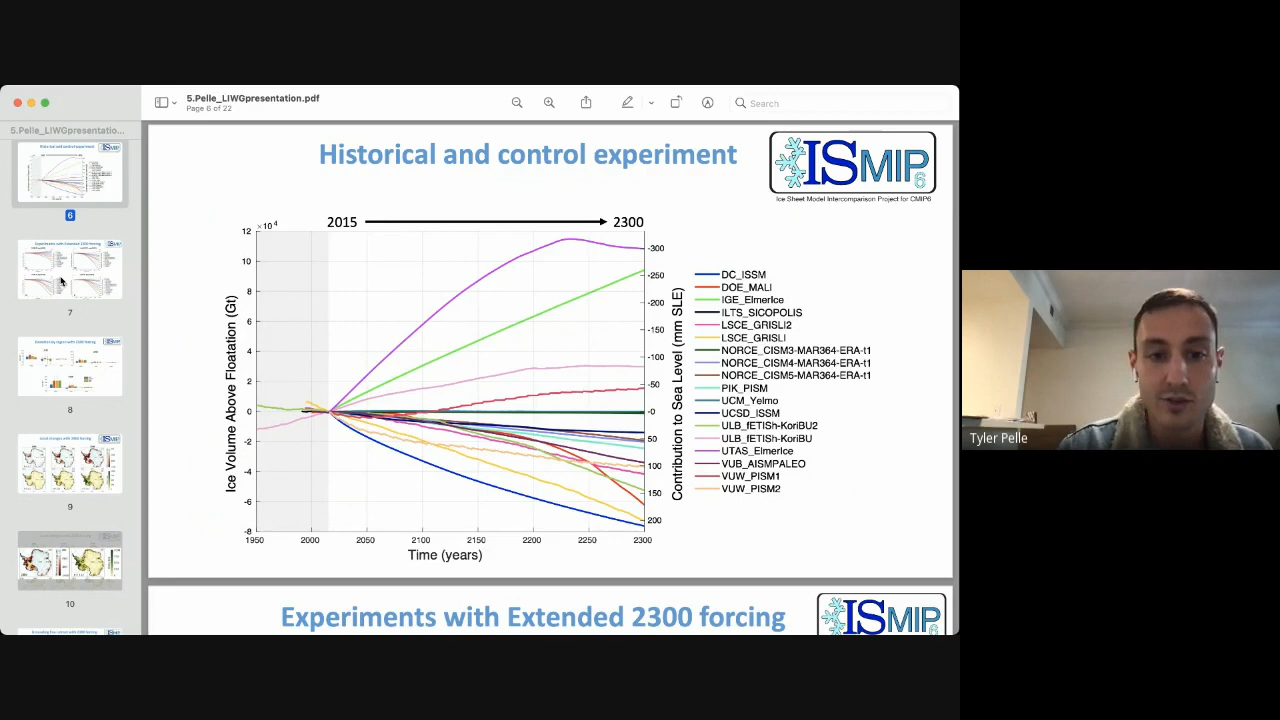 5.Pelle_LIWGpresentation.pdf
Page 6 of 22
Search
5.Pelle_LIWGpresentatio...
6
7
8
9
10
Historical and control experiment
ISMIP6
Ice Sheet Model Intercomparison Project for CMIP6
2015
2300
×10⁴
12
10
8
6
4
2
0
-2
-4
-6
-8
Ice Volume Above Floatation (Gt)
-300
-250
-200
-150
-100
-50
-0
50
100
150
200
Contribution to Sea Level (mm SLE)
1950
2000
2050
2100
2150
2200
2250
2300
Time (years)
DC_ISSM
DOE_MALI
IGE_ElmerIce
ILTS_SICOPOLIS
LSCE_GRISLI2
LSCE_GRISLI
NORCE_CISM3-MAR364-ERA-t1
NORCE_CISM4-MAR364-ERA-t1
NORCE_CISM5-MAR364-ERA-t1
PIK_PISM
UCM_Yelmo
UCSD_ISSM
ULB_fETISh-KoriBU2
ULB_fETISh-KoriBU
UTAS_ElmerIce
VUB_AISMPALEO
VUW_PISM1
VUW_PISM2
Experiments with Extended 2300 forcing
ISMIP6
Tyler Pelle